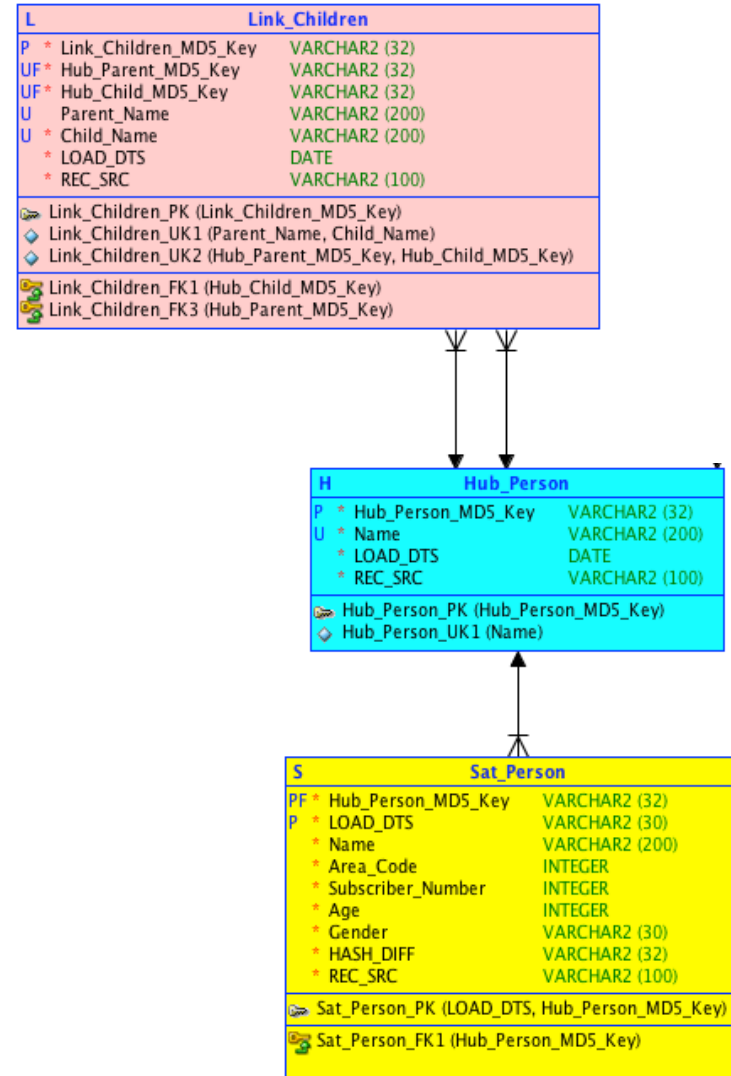 L Link_Children
P * Link_Children_MD5_Key VARCHAR2 (32)
UF * Hub_Parent_MD5_Key VARCHAR2 (32)
UF * Hub_Child_MD5_Key VARCHAR2 (32)
U Parent_Name VARCHAR2 (200)
U * Child_Name VARCHAR2 (200)
* LOAD_DTS DATE
* REC_SRC VARCHAR2 (100)
Link_Children_PK (Link_Children_MD5_Key)
Link_Children_UK1 (Parent_Name, Child_Name)
Link_Children_UK2 (Hub_Parent_MD5_Key, Hub_Child_MD5_Key)
Link_Children_FK1 (Hub_Child_MD5_Key)
Link_Children_FK3 (Hub_Parent_MD5_Key)
H Hub_Person
P * Hub_Person_MD5_Key VARCHAR2 (32)
U * Name VARCHAR2 (200)
* LOAD_DTS DATE
* REC_SRC VARCHAR2 (100)
Hub_Person_PK (Hub_Person_MD5_Key)
Hub_Person_UK1 (Name)
S Sat_Person
PF * Hub_Person_MD5_Key VARCHAR2 (32)
P * LOAD_DTS VARCHAR2 (30)
* Name VARCHAR2 (200)
* Area_Code INTEGER
* Subscriber_Number INTEGER
* Age INTEGER
* Gender VARCHAR2 (30)
* HASH_DIFF VARCHAR2 (32)
* REC_SRC VARCHAR2 (100)
Sat_Person_PK (LOAD_DTS, Hub_Person_MD5_Key)
Sat_Person_FK1 (Hub_Person_MD5_Key)